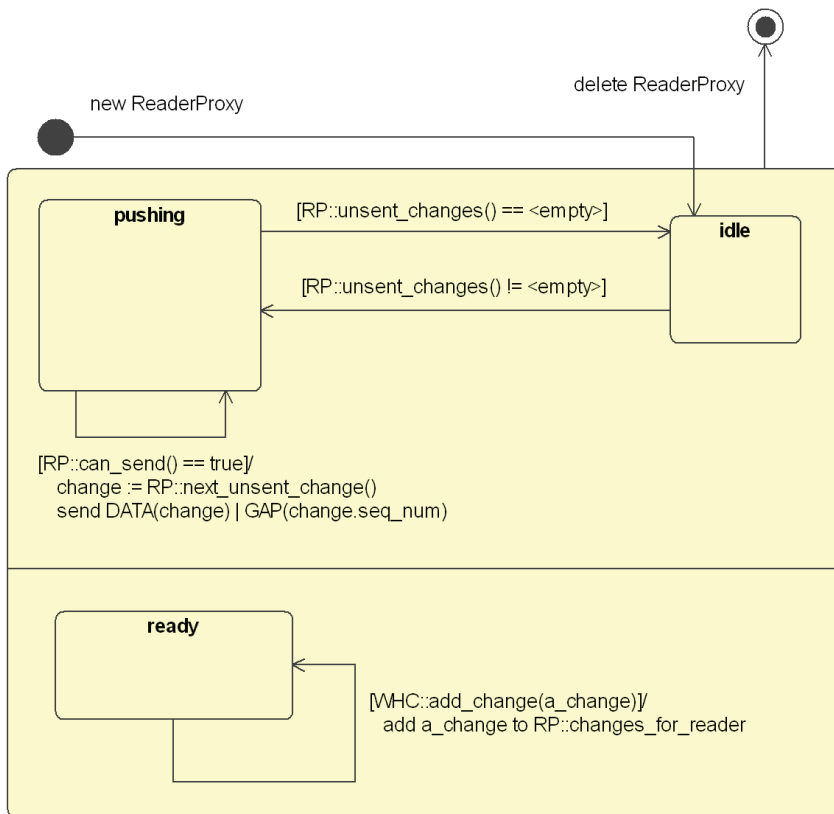 delete ReaderProxy
new ReaderProxy
pushing
[RP::unsent_changes() == <empty>]
idle
[RP::unsent_changes() != <empty>]
[RP::can_send() == true]/
change := RP::next_unsent_change()
send DATA(change) | GAP(change.seq_num)
ready
[WHC::add_change(a_change)]/
add a_change to RP::changes_for_reader